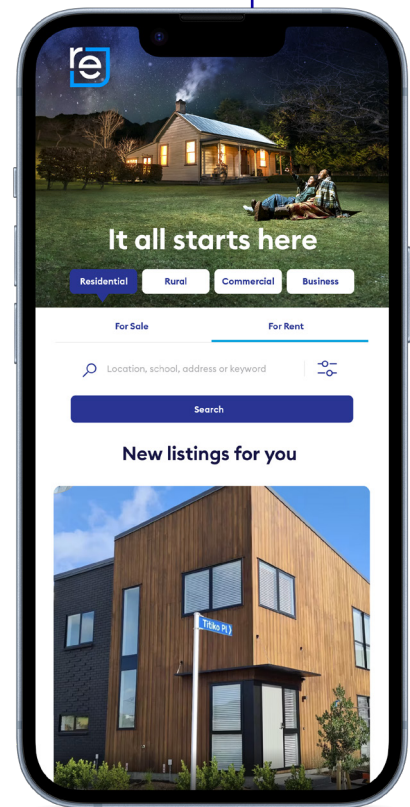 re
It all starts here
Residential Rural Commercial Business
For Sale For Rent
Location, school, address or keyword
Search
New listings for you
Titiko Pl